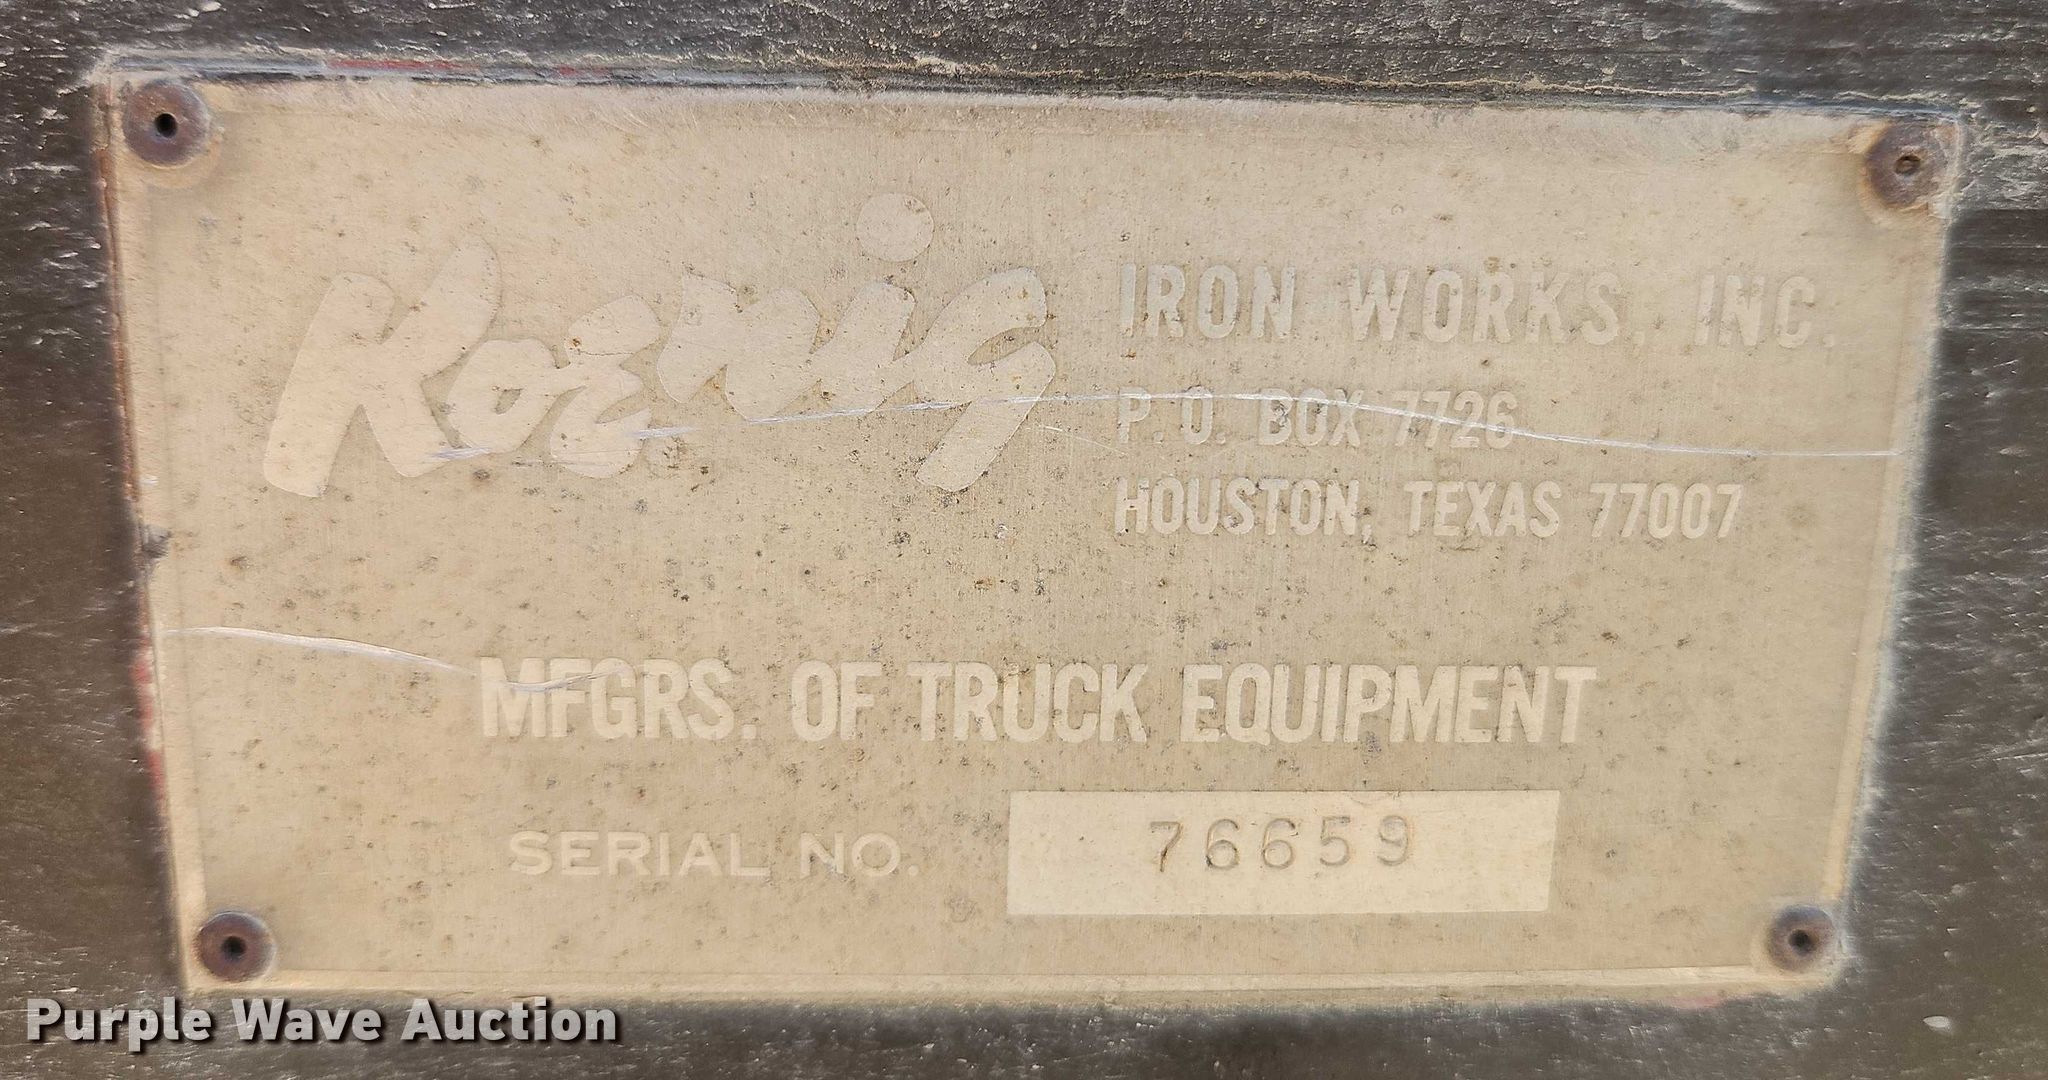 Koenig IRON WORKS, INC.
P.O. BOX 7726
HOUSTON, TEXAS 77007
MFGRS. OF TRUCK EQUIPMENT
SERIAL NO. 76659
Purple Wave Auction